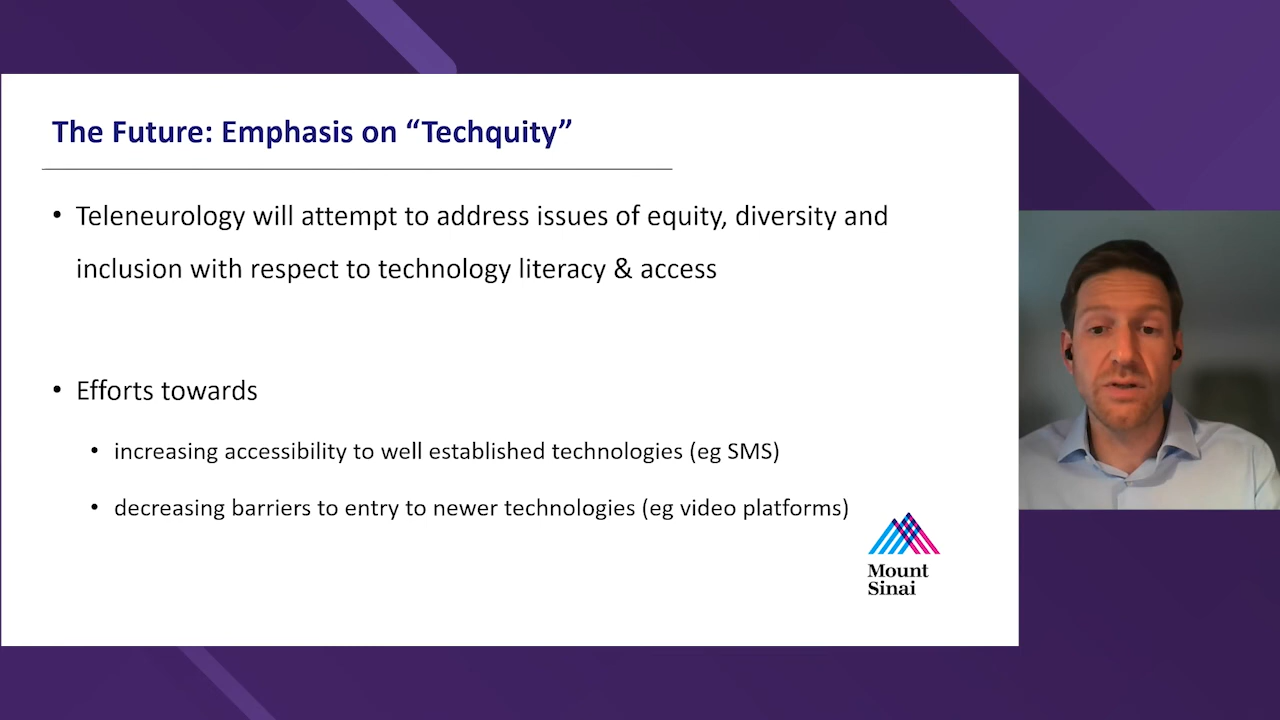 The Future: Emphasis on “Techquity”
• Teleneurology will attempt to address issues of equity, diversity and
inclusion with respect to technology literacy & access
• Efforts towards
• increasing accessibility to well established technologies (eg SMS)
• decreasing barriers to entry to newer technologies (eg video platforms)
Mount
Sinai